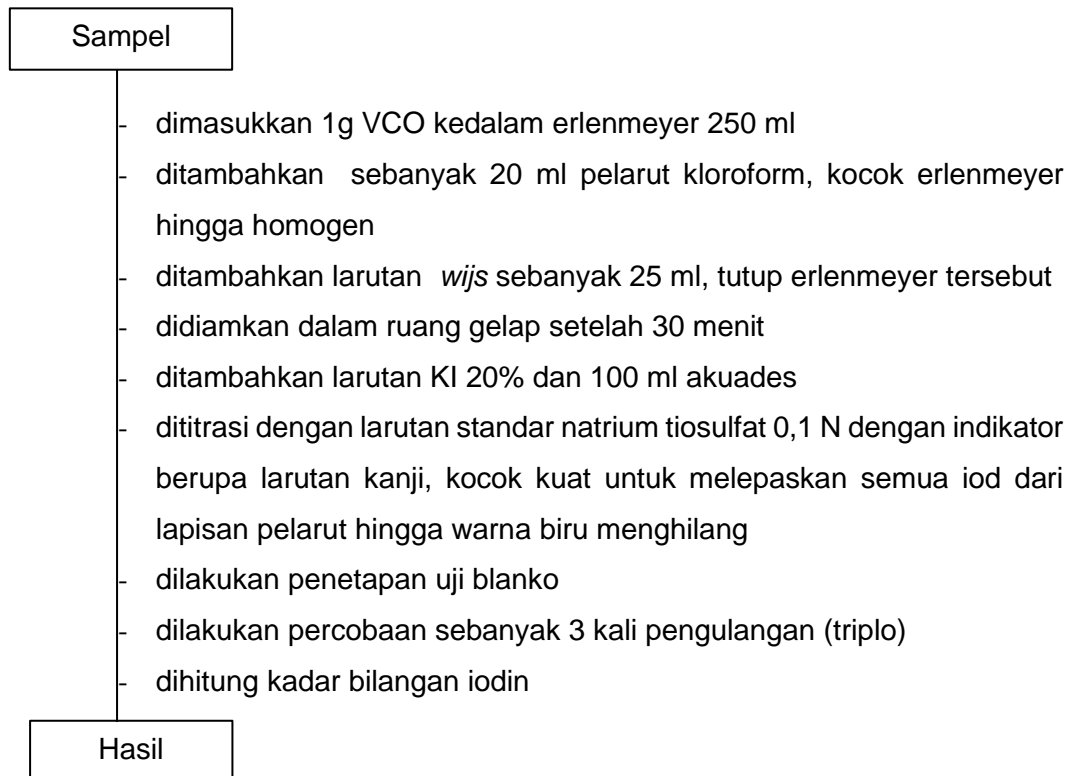 Sampel
- dimasukkan 1g VCO kedalam erlenmeyer 250 ml
- ditambahkan sebanyak 20 ml pelarut kloroform, kocok erlenmeyer
hingga homogen
- ditambahkan larutan wijs sebanyak 25 ml, tutup erlenmeyer tersebut
- didiamkan dalam ruang gelap setelah 30 menit
- ditambahkan larutan KI 20% dan 100 ml akuades
- dititrasi dengan larutan standar natrium tiosulfat 0,1 N dengan indikator
berupa larutan kanji, kocok kuat untuk melepaskan semua iod dari
lapisan pelarut hingga warna biru menghilang
- dilakukan penetapan uji blanko
- dilakukan percobaan sebanyak 3 kali pengulangan (triplo)
- dihitung kadar bilangan iodin
Hasil